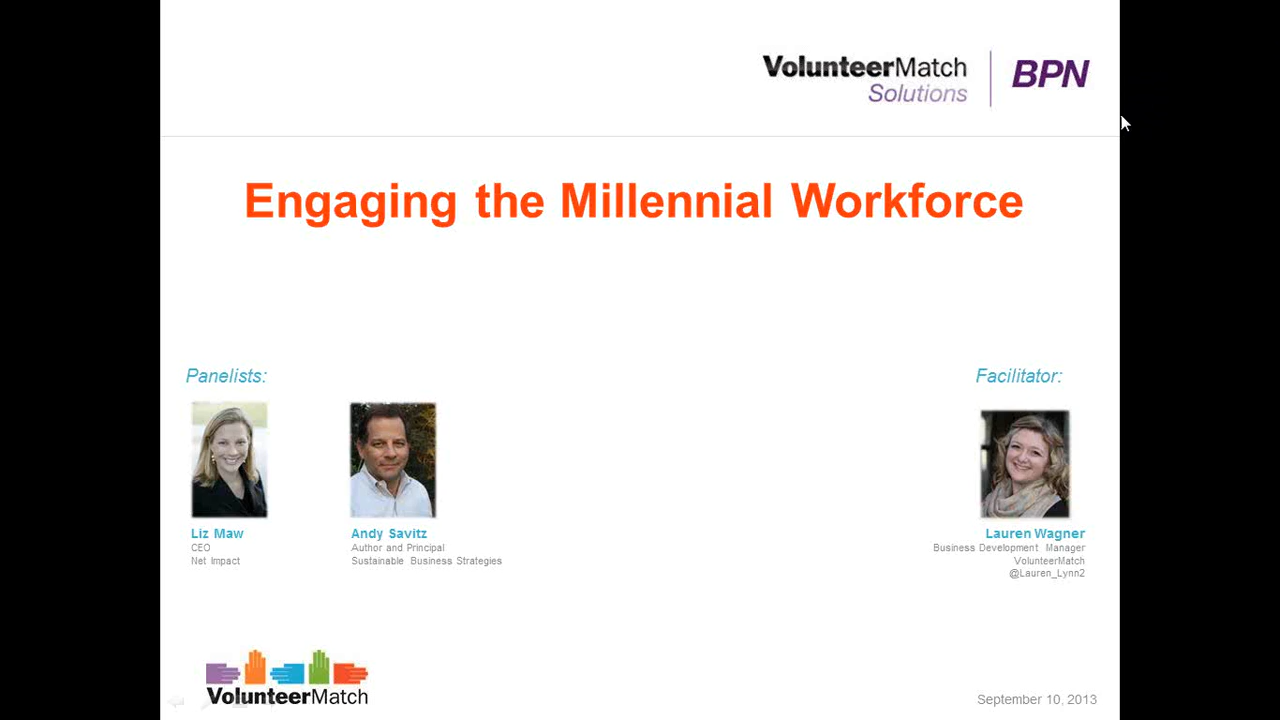 VolunteerMatch
Solutions
BPN
Engaging the Millennial Workforce
Panelists:
Facilitator:
Liz Maw
CEO
Net Impact
Andy Savitz
Author and Principal
Sustainable Business Strategies
Lauren Wagner
Business Development Manager
VolunteerMatch
@Lauren_Lynn2
VolunteerMatch
September 10, 2013